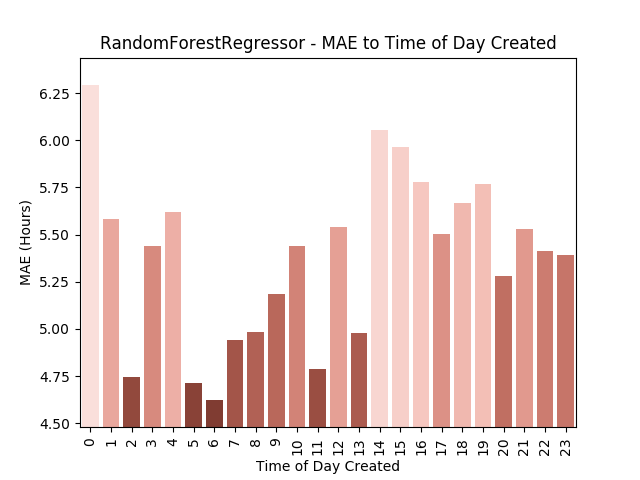 RandomForestRegressor - MAE to Time of Day Created
MAE (Hours)
6.25
6.00
5.75
5.50
5.25
5.00
4.75
4.50
0 1 2 3 4 5 6 7 8 9 10 11 12 13 14 15 16 17 18 19 20 21 22 23
Time of Day Created